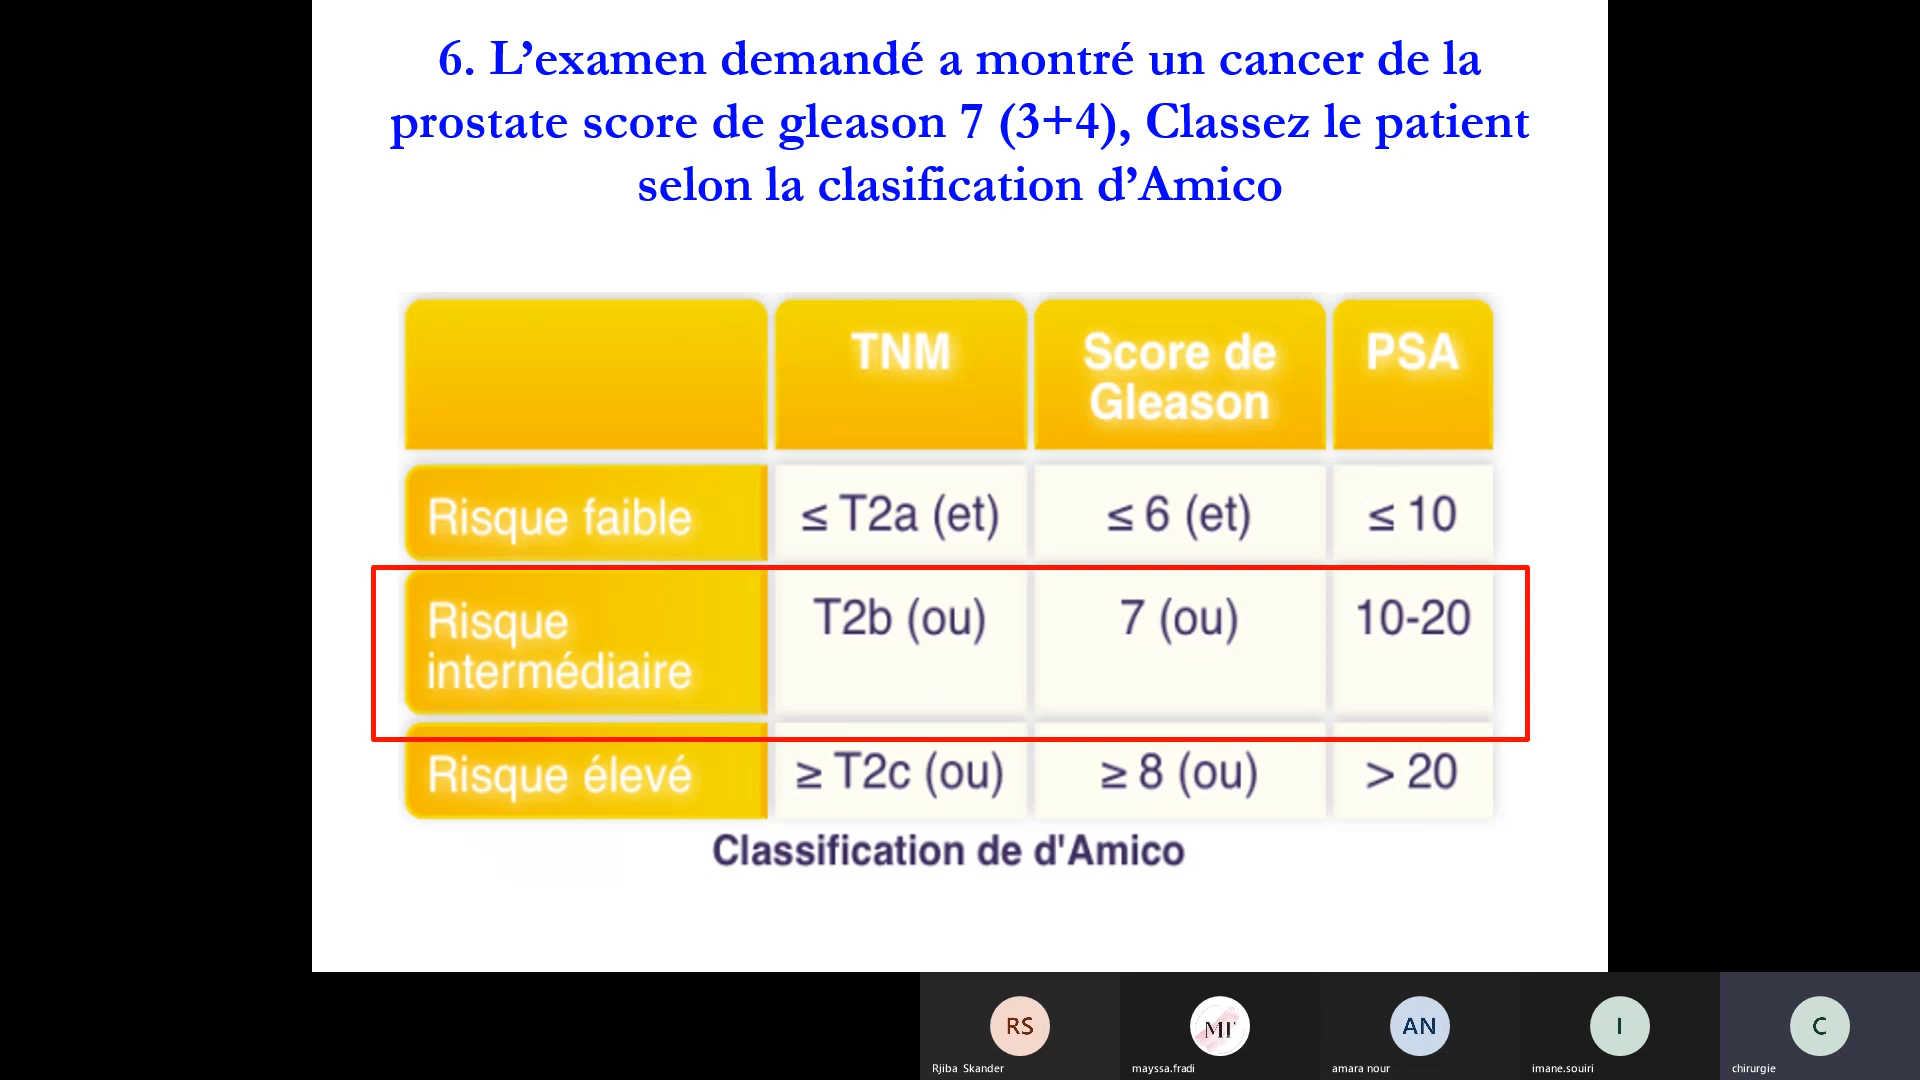 6. L’examen demandé a montré un cancer de la
prostate score de gleason 7 (3+4), Classez le patient
selon la clasification d’Amico
TNM
Score de
Gleason
PSA
Risque faible
≤ T2a (et)
≤ 6 (et)
≤ 10
Risque
intermédiaire
T2b (ou)
7 (ou)
10-20
Risque élevé
≥ T2c (ou)
≥ 8 (ou)
> 20
Classification de d'Amico
RS
MF
AN
I
C
Rjiba Skander
mayssa.fradi
amara nour
imane.souiri
chirurgie